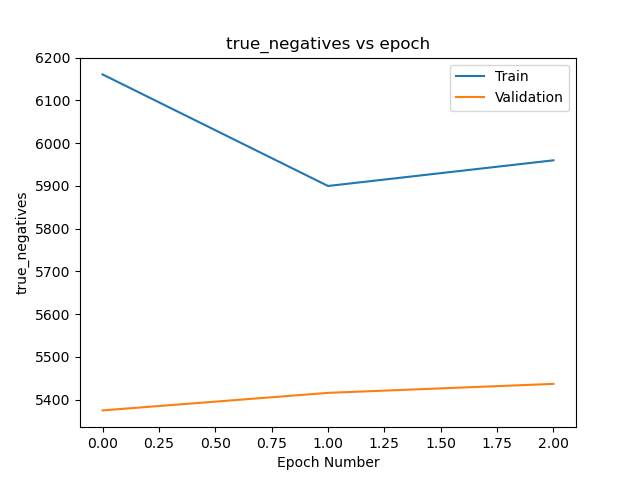 true_negatives vs epoch
Train
Validation
true_negatives
6200
6100
6000
5900
5800
5700
5600
5500
5400
0.00 0.25 0.50 0.75 1.00 1.25 1.50 1.75 2.00
Epoch Number